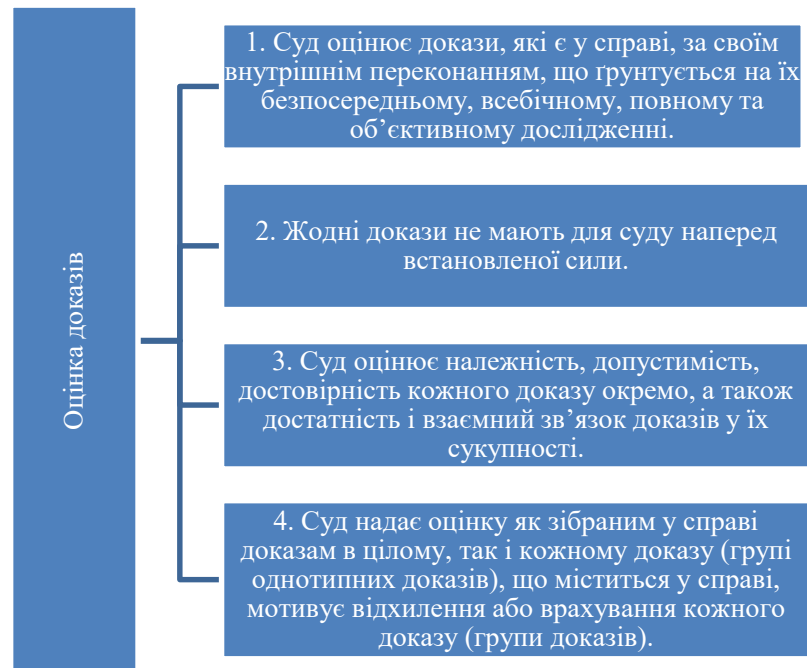 Оцінка доказів
1. Суд оцінює докази, які є у справі, за своїм
внутрішнім переконанням, що ґрунтується на їх
безпосередньому, всебічному, повному та
об’єктивному дослідженні.
2. Жодні докази не мають для суду наперед
встановленої сили.
3. Суд оцінює належність, допустимість,
достовірність кожного доказу окремо, а також
достатність і взаємний зв’язок доказів у їх
сукупності.
4. Суд надає оцінку як зібраним у справі
доказам в цілому, так і кожному доказу (групі
однотипних доказів), що міститься у справі,
мотивує відхилення або врахування кожного
доказу (групи доказів).